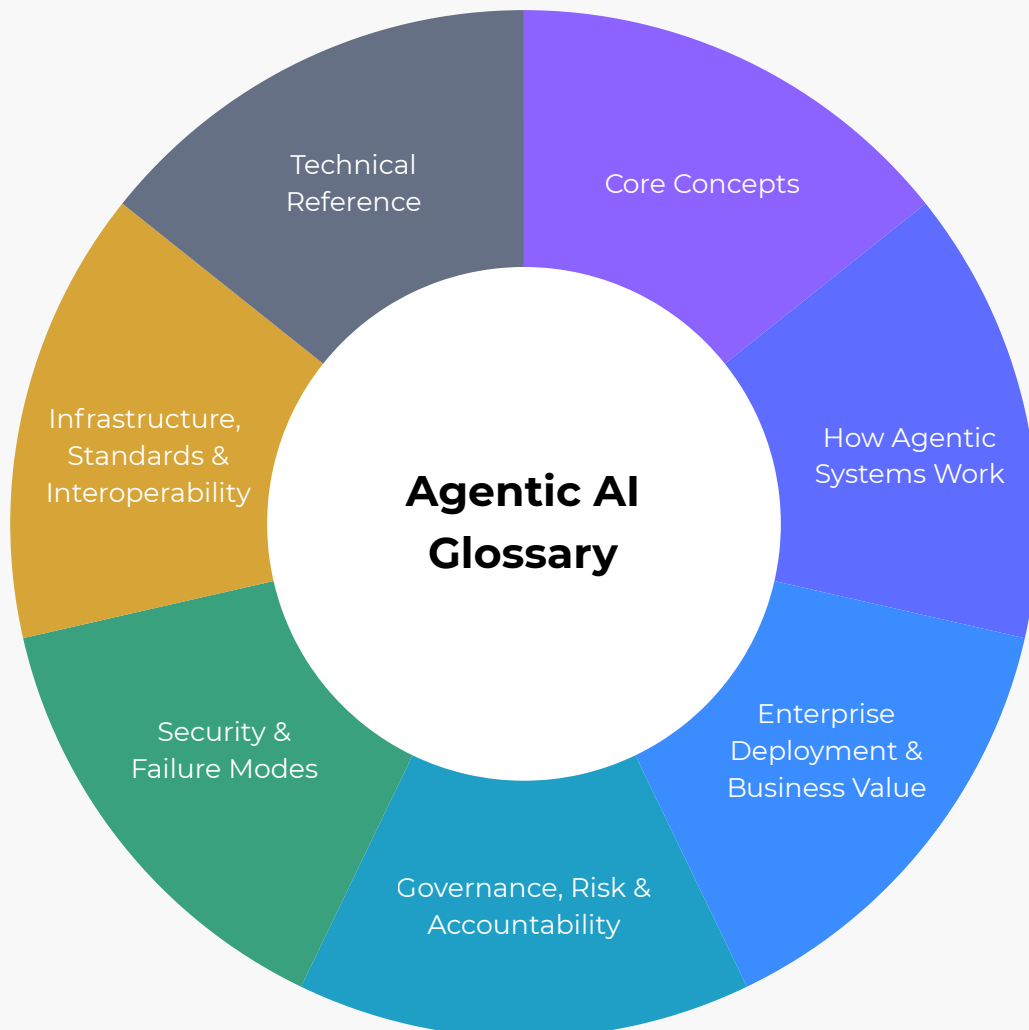 Agentic AI
Glossary
Core Concepts
How Agentic
Systems Work
Enterprise
Deployment &
Business Value
Governance, Risk &
Accountability
Security &
Failure Modes
Infrastructure,
Standards &
Interoperability
Technical
Reference